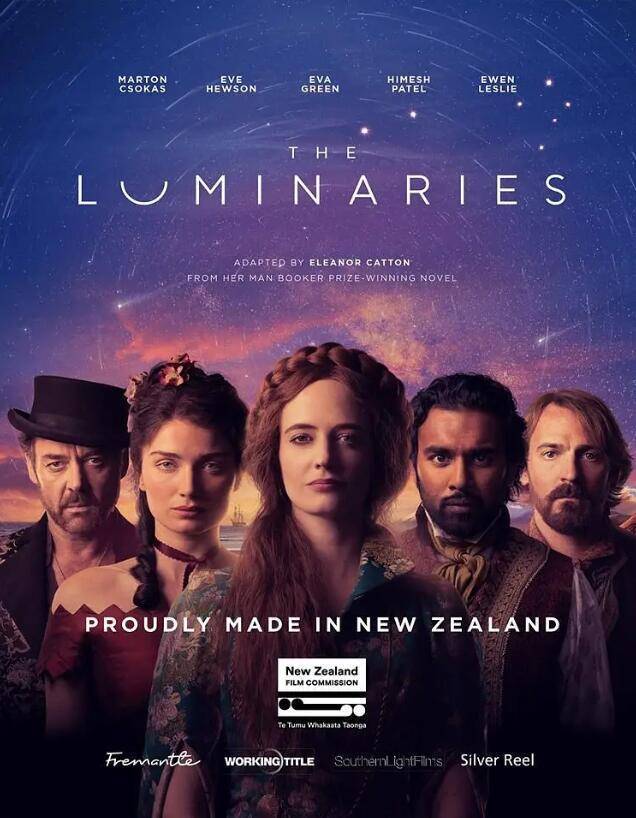 MARTON EVE EVA HIMESH EWEN
CSOKAS HEWSON GREEN PATEL LESLIE
THE
LUMINARIES
ADAPTED BY ELEANOR CATTON
FROM HER MAN BOOKER PRIZE-WINNING NOVEL
PROUDLY MADE IN NEW ZEALAND
New Zealand
FILM COMMISSION
Te Tumu Whakaata Taonga
Fremantle WORKING TITLE SouthernLightFilms Silver Reel